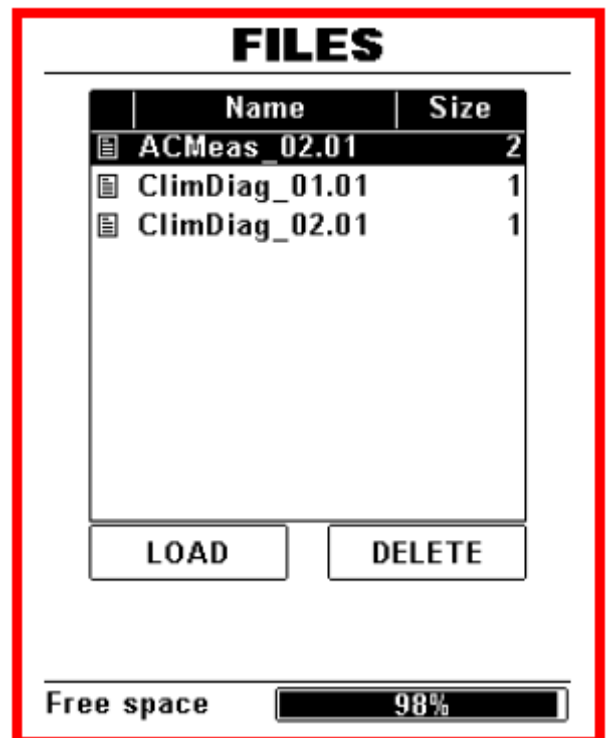 FILES
Name Size
ACMeas_02.01 2
ClimDiag_01.01 1
ClimDiag_02.01 1
LOAD DELETE
Free space 98%